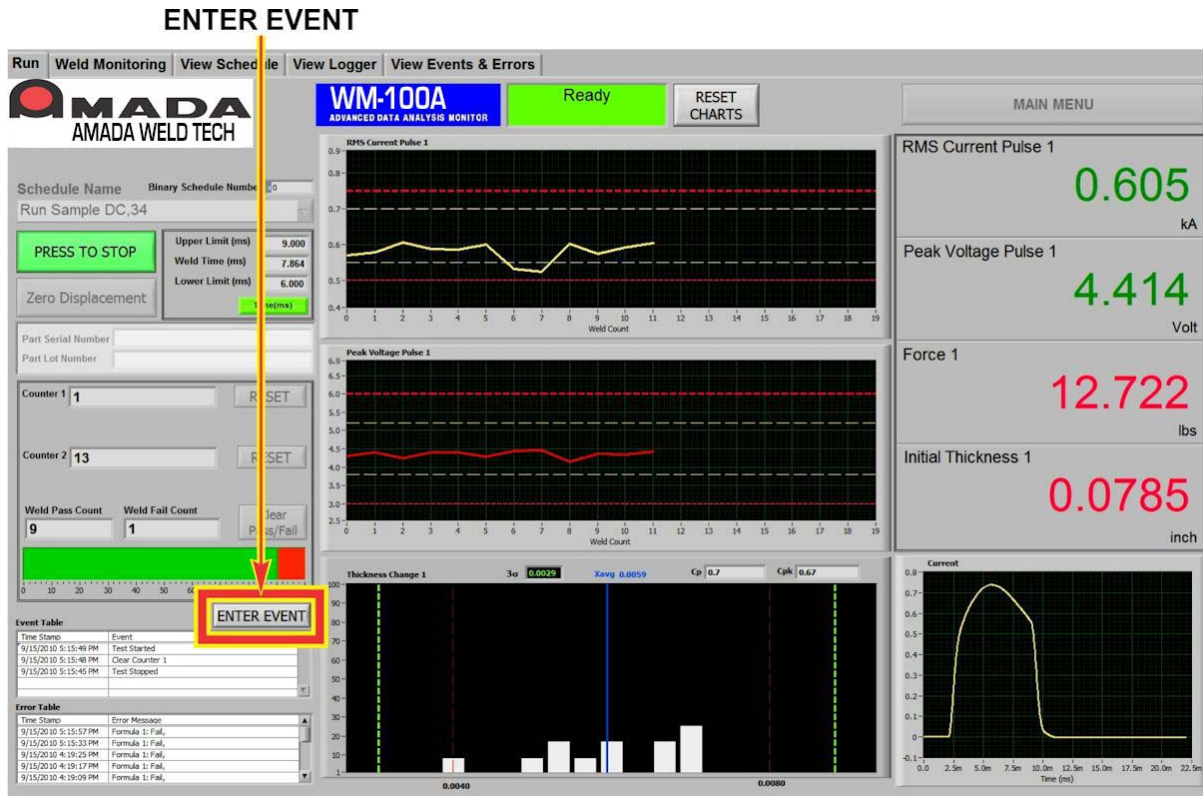 ENTER EVENT
Run Weld Monitoring View Schedule View Logger View Events & Errors
AMADA
AMADA WELD TECH
WM-100A
ADVANCED DATA ANALYSIS MONITOR
Ready
RESET
CHARTS
MAIN MENU
Schedule Name Binary Schedule Number 0
Run Sample DC,34
PRESS TO STOP
Upper Limit (ms) 9.000
Weld Time (ms) 7.864
Lower Limit (ms) 6.000
Zero Displacement
Part Serial Number
Part Lot Number
Counter 1 1
Counter 2 13 RESET
Weld Pass Count Weld Fail Count
9 1
0 10 20 30 40 50
ENTER EVENT
Event Table
Time Stamp Event
9/15/2010 5:15:49 PM Test Started
9/15/2010 5:15:48 PM Clear Counter 1
9/15/2010 5:15:45 PM Test Stopped
Error Table
Time Stamp Error Message
9/15/2010 5:15:57 PM Formula 1: Fail,
9/15/2010 5:15:33 PM Formula 1: Fail,
9/15/2010 4:19:25 PM Formula 1: Fail,
9/15/2010 4:19:17 PM Formula 1: Fail,
9/15/2010 4:19:09 PM Formula 1: Fail,
RMS Current Pulse 1
0.9
0.8
0.7
0.6
0.5
0.4
0 1 2 3 4 5 6 7 8 9 10 11 12 13 14 15 16 17 18 19
Weld Count
Peak Voltage Pulse 1
6.9
6.5
6.0
5.5
5.0
4.5
4.0
3.5
3.0
2.5
0 1 2 3 4 5 6 7 8 9 10 11 12 13 14 15 16 17 18 19
Weld Count
Thickness Change 1 3σ 0.0029 Xavg 0.0059 Cp 0.7 Cpk 0.67
100
90
80
70
60
50
40
30
20
10
1
0.0040 0.0080
RMS Current Pulse 1
0.605
kA
Peak Voltage Pulse 1
4.414
Volt
Force 1
12.722
lbs
Initial Thickness 1
0.0785
inch
Current
0.8
0.7
0.6
0.5
0.4
0.3
0.2
0.1
0
-0.1
0.0 2.5m 5.0m 7.5m 10.0m 12.5m 15.0m 17.5m 20.0m 22.5m
Time (ms)